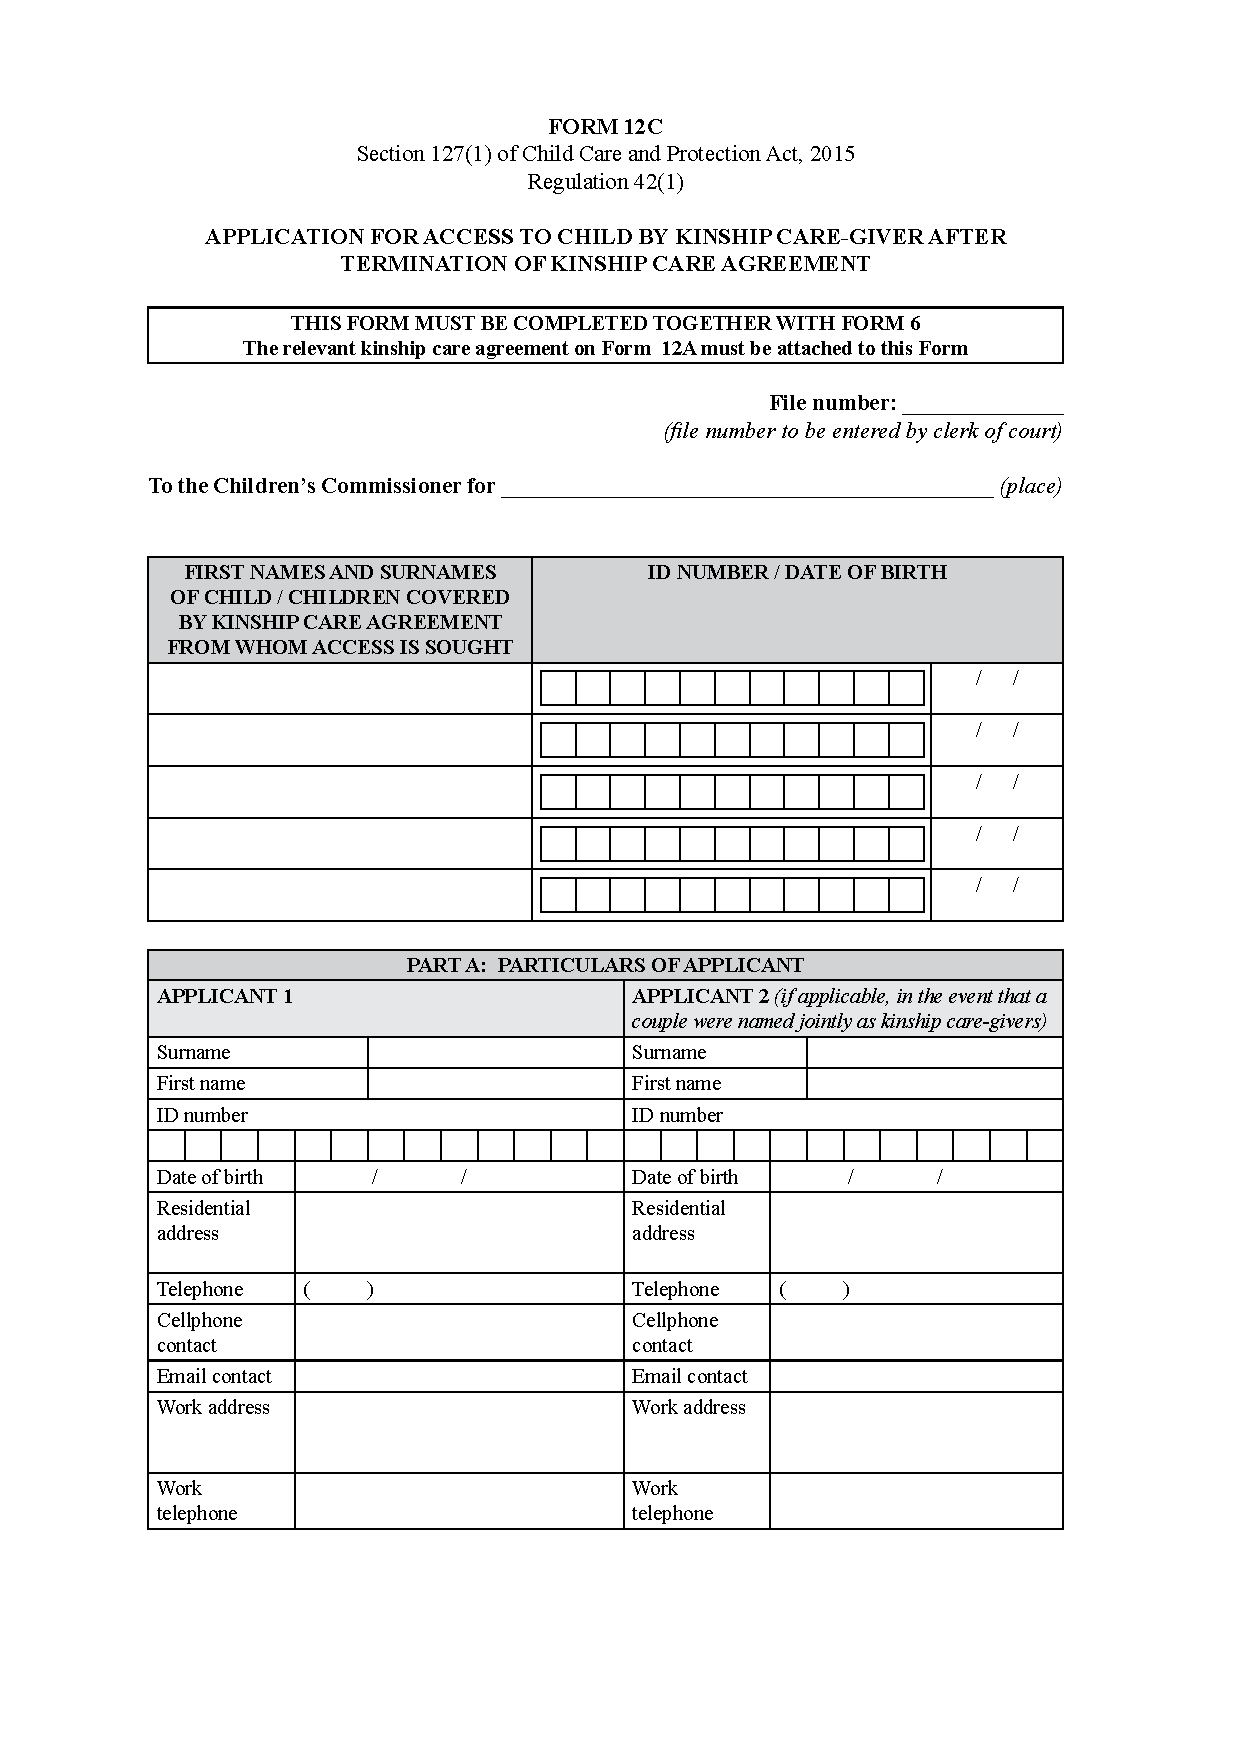 FORM 12C
Section 127(1) of Child Care and Protection Act, 2015
Regulation 42(1)
APPLICATION FOR ACCESS TO CHILD BY KINSHIP CARE-GIVER AFTER
TERMINATION OF KINSHIP CARE AGREEMENT
THIS FORM MUST BE COMPLETED TOGETHER WITH FORM 6
The relevant kinship care agreement on Form 12A must be attached to this Form
File number: _______________
(file number to be entered by clerk of court)
To the Children’s Commissioner for ______________________________________________ (place)
FIRST NAMES AND SURNAMES
OF CHILD / CHILDREN COVERED
BY KINSHIP CARE AGREEMENT
FROM WHOM ACCESS IS SOUGHT
ID NUMBER / DATE OF BIRTH
/ /
/ /
/ /
/ /
/ /
PART A: PARTICULARS OF APPLICANT
APPLICANT 1
APPLICANT 2 (if applicable, in the event that a
couple were named jointly as kinship care-givers)
Surname
Surname
First name
First name
ID number
ID number
Date of birth / /
Date of birth / /
Residential
address
Residential
address
Telephone ( )
Telephone ( )
Cellphone
contact
Cellphone
contact
Email contact
Email contact
Work address
Work address
Work
telephone
Work
telephone